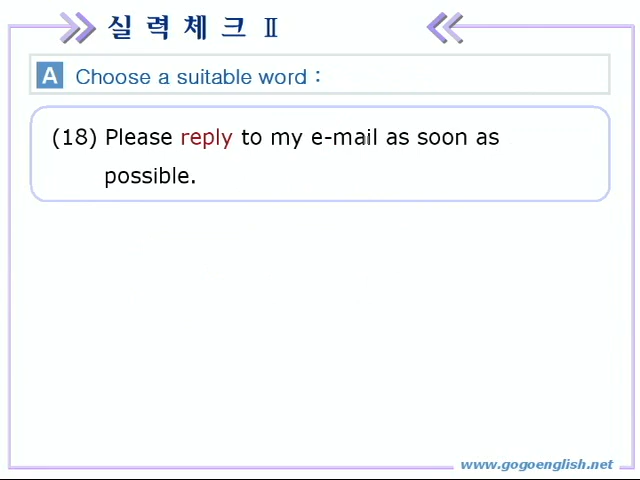 실력체크 Ⅱ
A Choose a suitable word :
(18) Please reply to my e-mail as soon as
possible.
www.gogoenglish.net